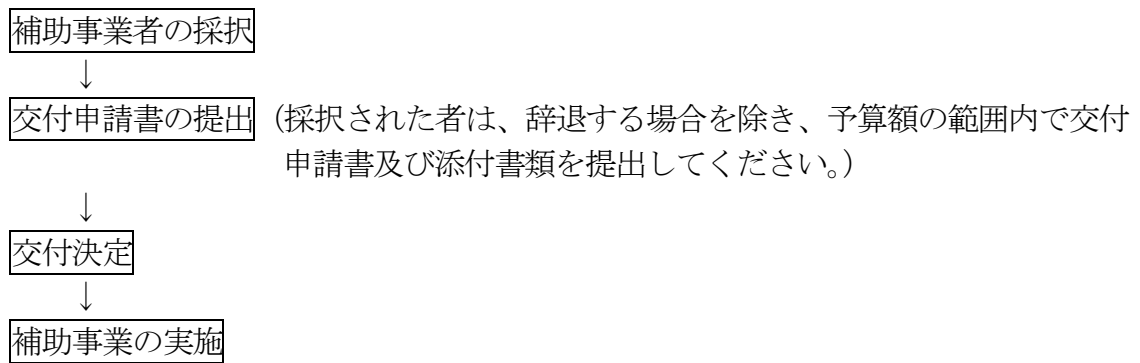 補助事業者の採択
↓
交付申請書の提出（採択された者は、辞退する場合を除き、予算額の範囲内で交付
申請書及び添付書類を提出してください。）
↓
交付決定
↓
補助事業の実施